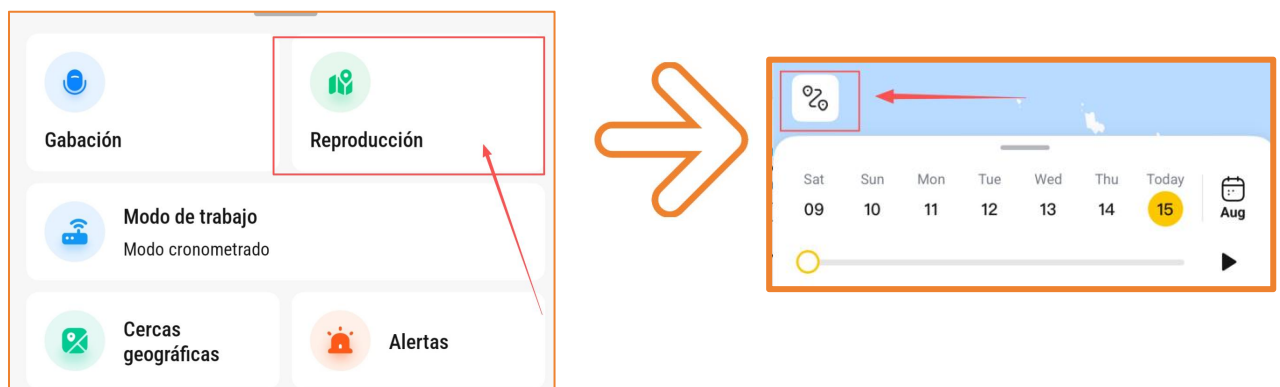 Gabación
Reproducción
Modo de trabajo
Modo cronometrado
Cercas
geográficas
Alertas
Sat Sun Mon Tue Wed Thu Today
09 10 11 12 13 14 15
Aug